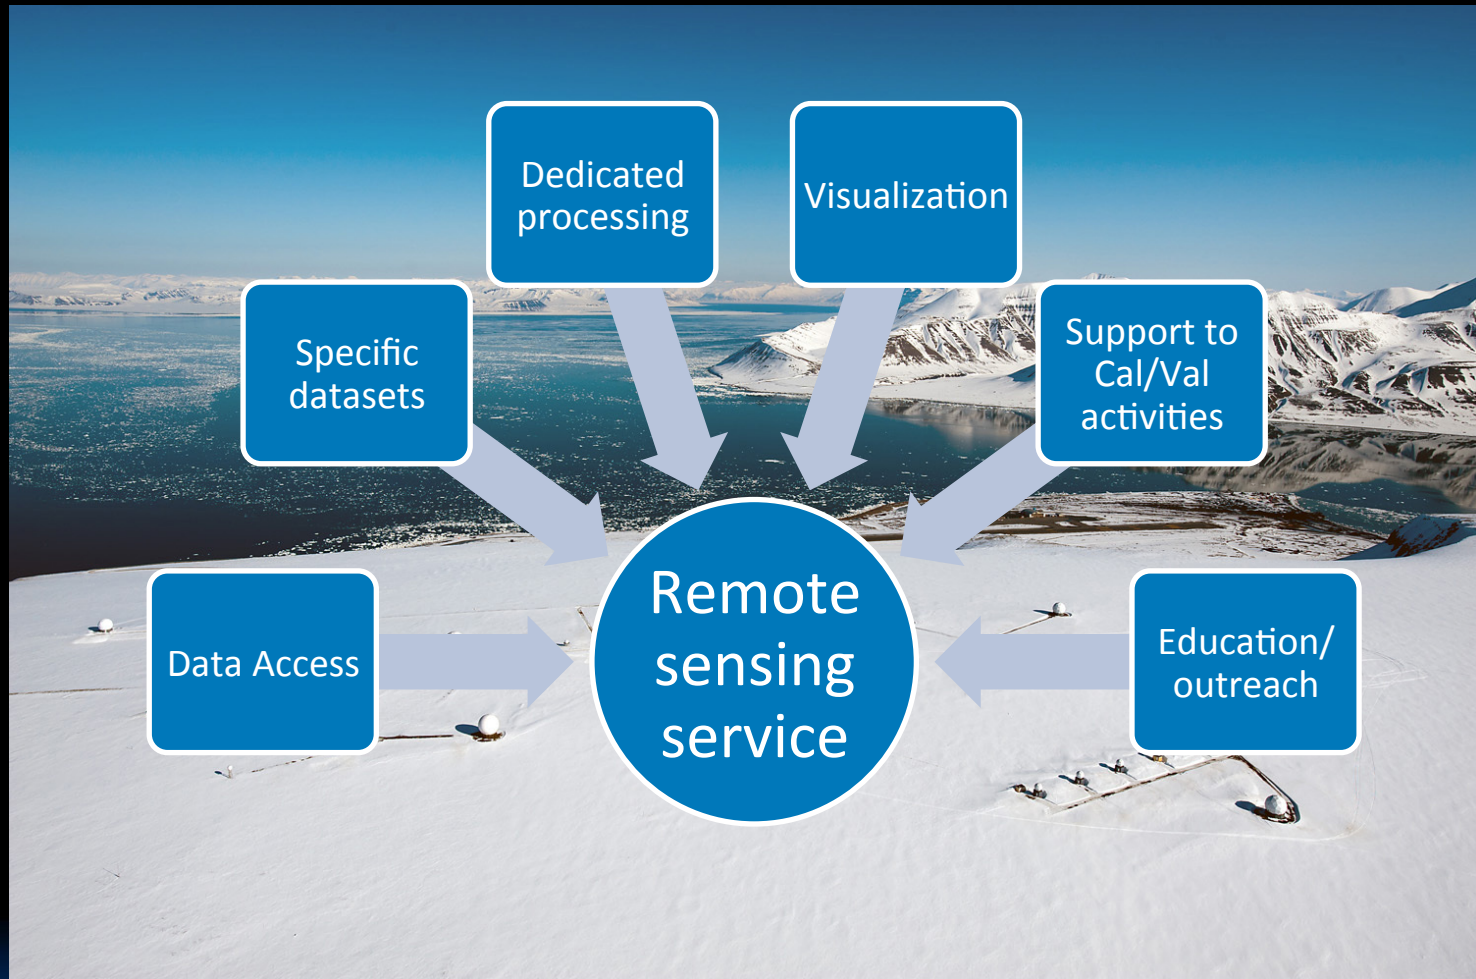 Dedicated
processing
Visualization
Specific
datasets
Support to
Cal/Val
activities
Data Access
Remote
sensing
service
Education/
outreach